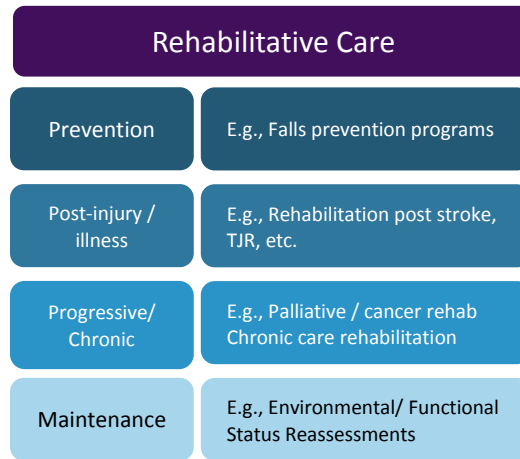 Rehabilitative Care
Prevention
E.g., Falls prevention programs
Post-injury /
illness
E.g., Rehabilitation post stroke,
TJR, etc.
Progressive/
Chronic
E.g., Palliative / cancer rehab
Chronic care rehabilitation
Maintenance
E.g., Environmental/ Functional
Status Reassessments